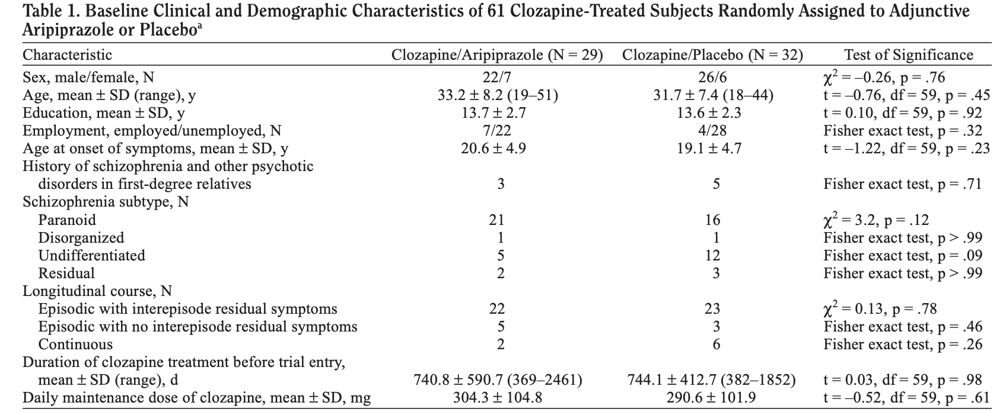 Table 1. Baseline Clinical and Demographic Characteristics of 61 Clozapine-Treated Subjects Randomly Assigned to Adjunctive
Aripiprazole or Placeboᵃ
Characteristic Clozapine/Aripiprazole (N = 29) Clozapine/Placebo (N = 32) Test of Significance
Sex, male/female, N 22/7 26/6 χ² = –0.26, p = .76
Age, mean ± SD (range), y 33.2 ± 8.2 (19–51) 31.7 ± 7.4 (18–44) t = –0.76, df = 59, p = .45
Education, mean ± SD, y 13.7 ± 2.7 13.6 ± 2.3 t = 0.10, df = 59, p = .92
Employment, employed/unemployed, N 7/22 4/28 Fisher exact test, p = .32
Age at onset of symptoms, mean ± SD, y 20.6 ± 4.9 19.1 ± 4.7 t = –1.22, df = 59, p = .23
History of schizophrenia and other psychotic
disorders in first-degree relatives 3 5 Fisher exact test, p = .71
Schizophrenia subtype, N
Paranoid 21 16 χ² = 3.2, p = .12
Disorganized 1 1 Fisher exact test, p > .99
Undifferentiated 5 12 Fisher exact test, p = .09
Residual 2 3 Fisher exact test, p > .99
Longitudinal course, N
Episodic with interepisode residual symptoms 22 23 χ² = 0.13, p = .78
Episodic with no interepisode residual symptoms 5 3 Fisher exact test, p = .46
Continuous 2 6 Fisher exact test, p = .26
Duration of clozapine treatment before trial entry,
mean ± SD (range), d 740.8 ± 590.7 (369–2461) 744.1 ± 412.7 (382–1852) t = 0.03, df = 59, p = .98
Daily maintenance dose of clozapine, mean ± SD, mg 304.3 ± 104.8 290.6 ± 101.9 t = –0.52, df = 59, p = .61